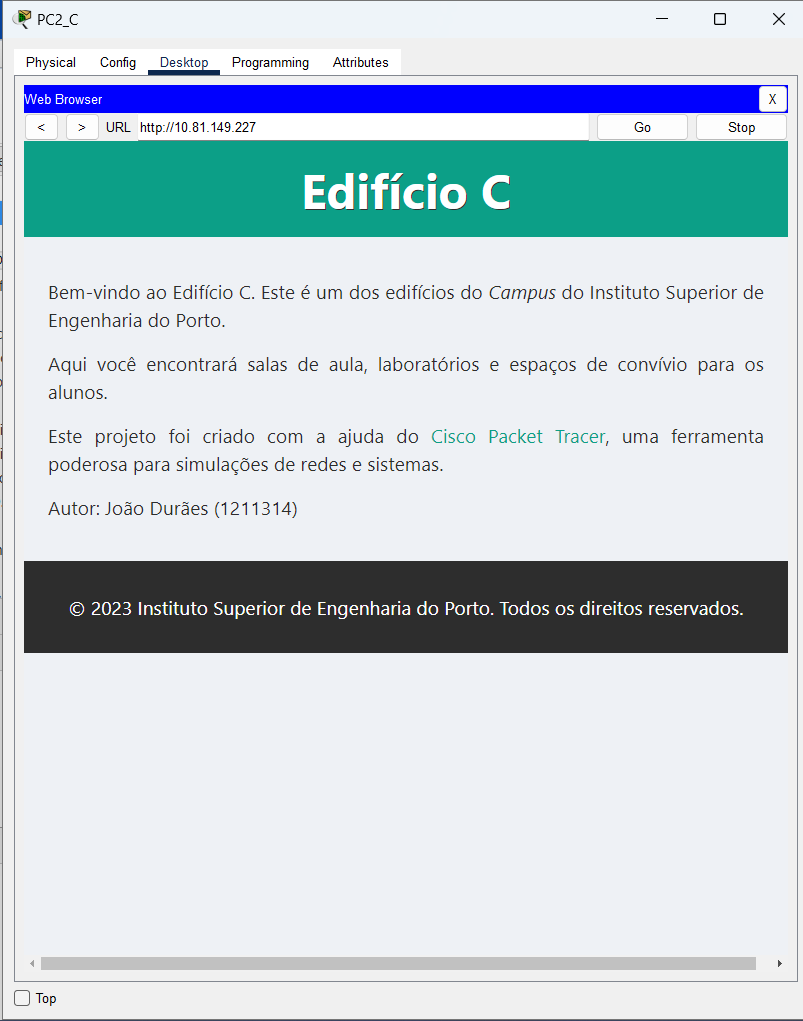 PC2_C
Physical Config Desktop Programming Attributes
Web Browser X
< > URL http://10.81.149.227 Go Stop
Edifício C
Bem-vindo ao Edifício C. Este é um dos edifícios do Campus do Instituto Superior de
Engenharia do Porto.
Aqui você encontrará salas de aula, laboratórios e espaços de convívio para os
alunos.
Este projeto foi criado com a ajuda do Cisco Packet Tracer, uma ferramenta
poderosa para simulações de redes e sistemas.
Autor: João Durães (1211314)
© 2023 Instituto Superior de Engenharia do Porto. Todos os direitos reservados.
Top